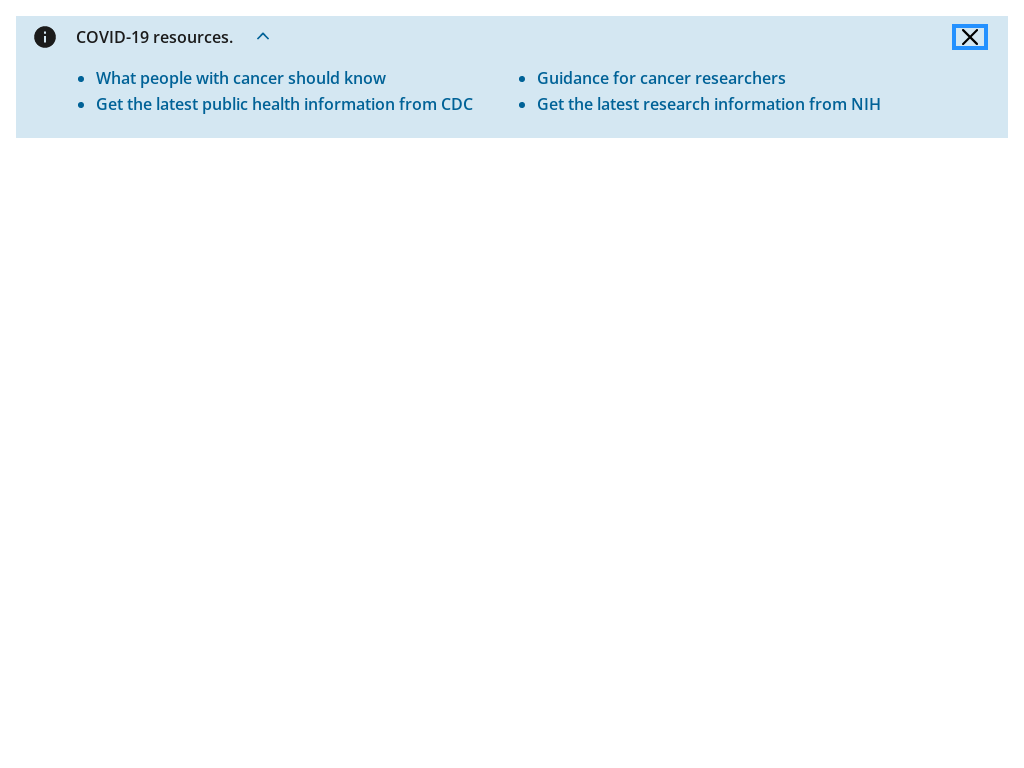 COVID-19 resources.
What people with cancer should know
Get the latest public health information from CDC
Guidance for cancer researchers
Get the latest research information from NIH